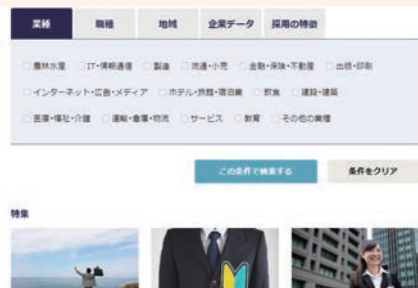 業種 職種 地域 企業データ 採用の特徴
農林水産 IT・情報通信 製造 流通・小売 金融・保険・不動産 出版・印刷
インターネット・広告・メディア ホテル・旅館・宿泊業 飲食 建設・建築
医療・福祉・介護 運輸・倉庫・物流 サービス 教育 その他の業種
この条件で検索する 条件をクリア
特集